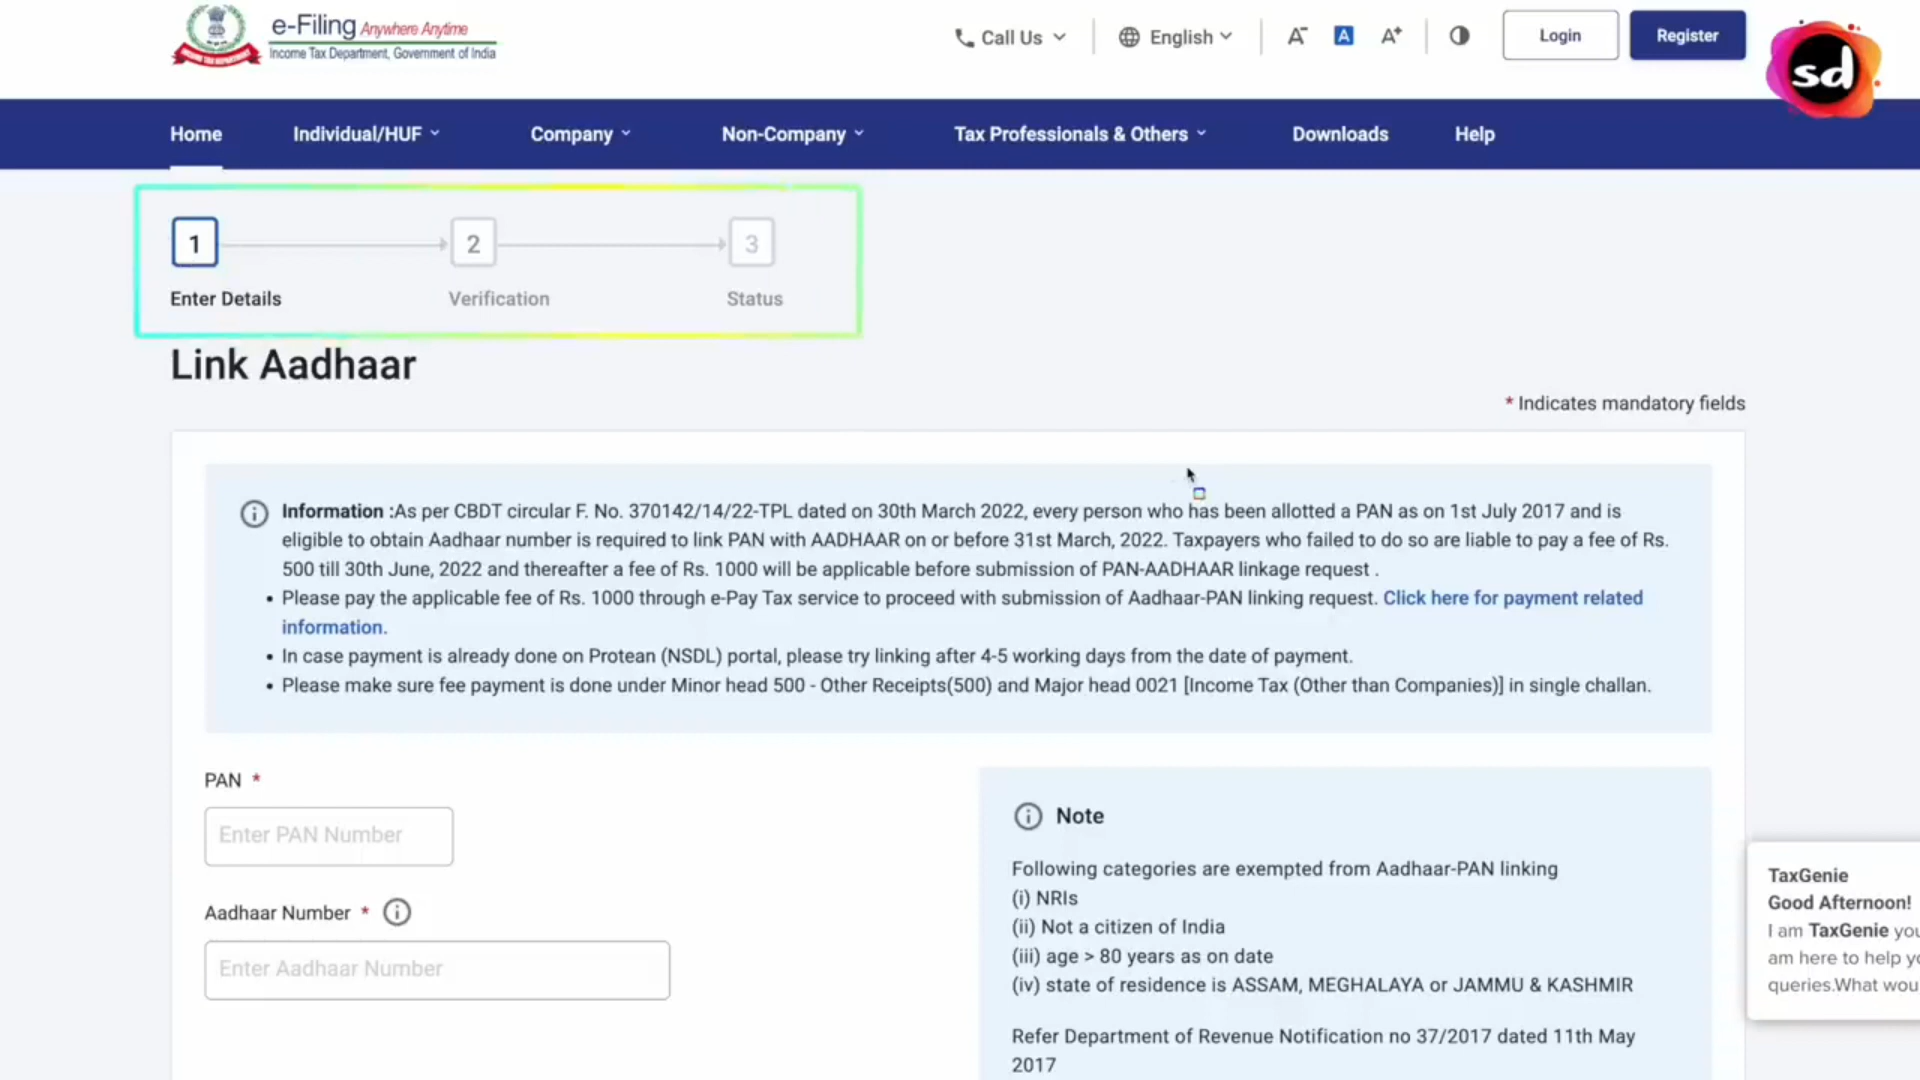 e-Filing Anywhere Anytime
Income Tax Department, Government of India
Call Us
English
A-
A
A+
Login
Register
sd
Home
Individual/HUF
Company
Non-Company
Tax Professionals & Others
Downloads
Help
1
2
3
Enter Details
Verification
Status
Link Aadhaar
* Indicates mandatory fields
Information :As per CBDT circular F. No. 370142/14/22-TPL dated on 30th March 2022, every person who has been allotted a PAN as on 1st July 2017 and is
eligible to obtain Aadhaar number is required to link PAN with AADHAAR on or before 31st March, 2022. Taxpayers who failed to do so are liable to pay a fee of Rs.
500 till 30th June, 2022 and thereafter a fee of Rs. 1000 will be applicable before submission of PAN-AADHAAR linkage request .
• Please pay the applicable fee of Rs. 1000 through e-Pay Tax service to proceed with submission of Aadhaar-PAN linking request. Click here for payment related
information.
• In case payment is already done on Protean (NSDL) portal, please try linking after 4-5 working days from the date of payment.
• Please make sure fee payment is done under Minor head 500 - Other Receipts(500) and Major head 0021 [Income Tax (Other than Companies)] in single challan.
PAN *
Enter PAN Number
Aadhaar Number *
Enter Aadhaar Number
Note
Following categories are exempted from Aadhaar-PAN linking
(i) NRIs
(ii) Not a citizen of India
(iii) age > 80 years as on date
(iv) state of residence is ASSAM, MEGHALAYA or JAMMU & KASHMIR
Refer Department of Revenue Notification no 37/2017 dated 11th May
2017
TaxGenie
Good Afternoon!
I am TaxGenie you
am here to help yo
queries.What wou